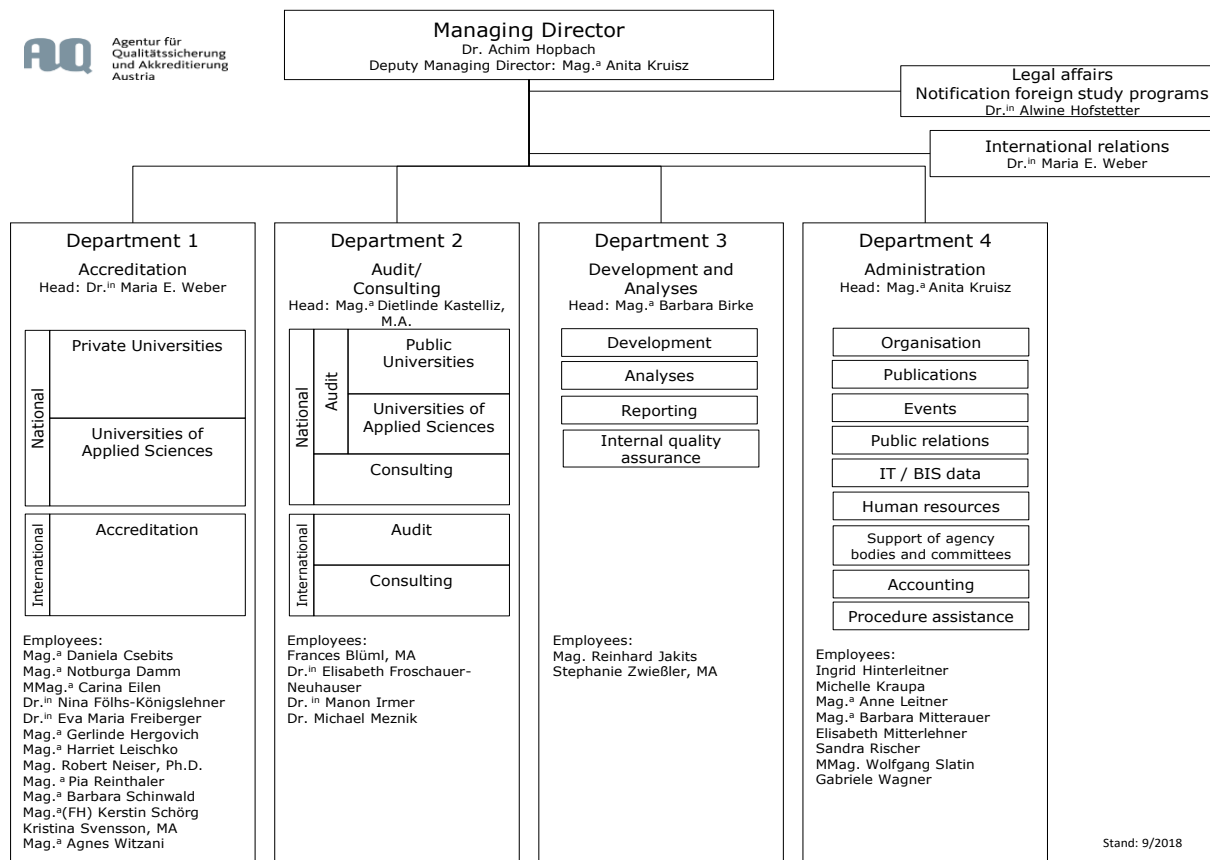 AQ
Agentur für
Qualitätssicherung
und Akkreditierung
Austria
Managing Director
Dr. Achim Hopbach
Deputy Managing Director: Mag.ª Anita Kruisz
Legal affairs
Notification foreign study programs
Dr.ⁱⁿ Alwine Hofstetter
International relations
Dr.ⁱⁿ Maria E. Weber
Department 1
Accreditation
Head: Dr.ⁱⁿ Maria E. Weber
National
Private Universities
Universities of
Applied Sciences
International
Accreditation
Employees:
Mag.ª Daniela Csebits
Mag.ª Notburga Damm
MMag.ª Carina Eilen
Dr.ⁱⁿ Nina Fölhs-Königslehner
Dr.ⁱⁿ Eva Maria Freiberger
Mag.ª Gerlinde Hergovich
Mag.ª Harriet Leischko
Mag. Robert Neiser, Ph.D.
Mag. ª Pia Reinthaler
Mag.ª Barbara Schinwald
Mag.ª(FH) Kerstin Schörg
Kristina Svensson, MA
Mag.ª Agnes Witzani
Department 2
Audit/
Consulting
Head: Mag.ª Dietlinde Kastelliz,
M.A.
National
Audit
Public
Universities
Universities of
Applied Sciences
Consulting
International
Audit
Consulting
Employees:
Frances Blüml, MA
Dr.ⁱⁿ Elisabeth Froschauer-
Neuhauser
Dr. ⁱⁿ Manon Irmer
Dr. Michael Meznik
Department 3
Development and
Analyses
Head: Mag.ª Barbara Birke
Development
Analyses
Reporting
Internal quality
assurance
Employees:
Mag. Reinhard Jakits
Stephanie Zwießler, MA
Department 4
Administration
Head: Mag.ª Anita Kruisz
Organisation
Publications
Events
Public relations
IT / BIS data
Human resources
Support of agency
bodies and committees
Accounting
Procedure assistance
Employees:
Ingrid Hinterleitner
Michelle Kraupa
Mag.ª Anne Leitner
Mag.ª Barbara Mitterauer
Elisabeth Mitterlehner
Sandra Rischer
MMag. Wolfgang Slatin
Gabriele Wagner
Stand: 9/2018